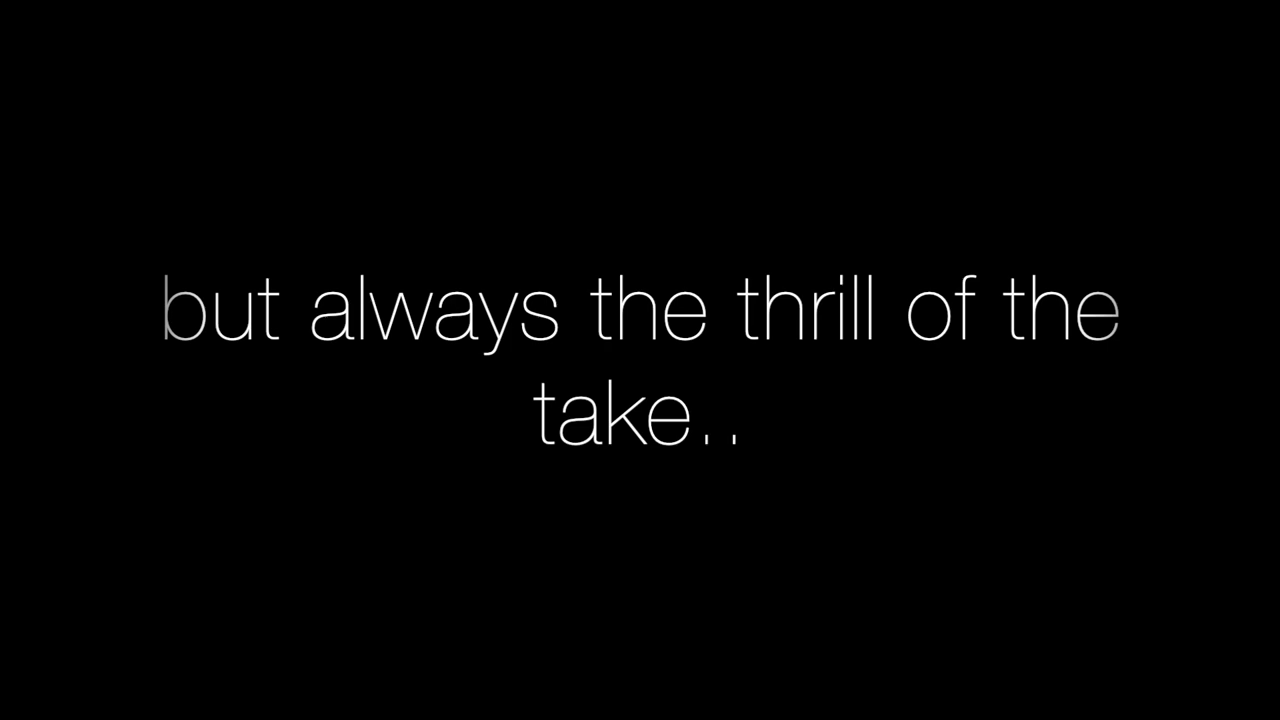 but always the thrill of the
take..